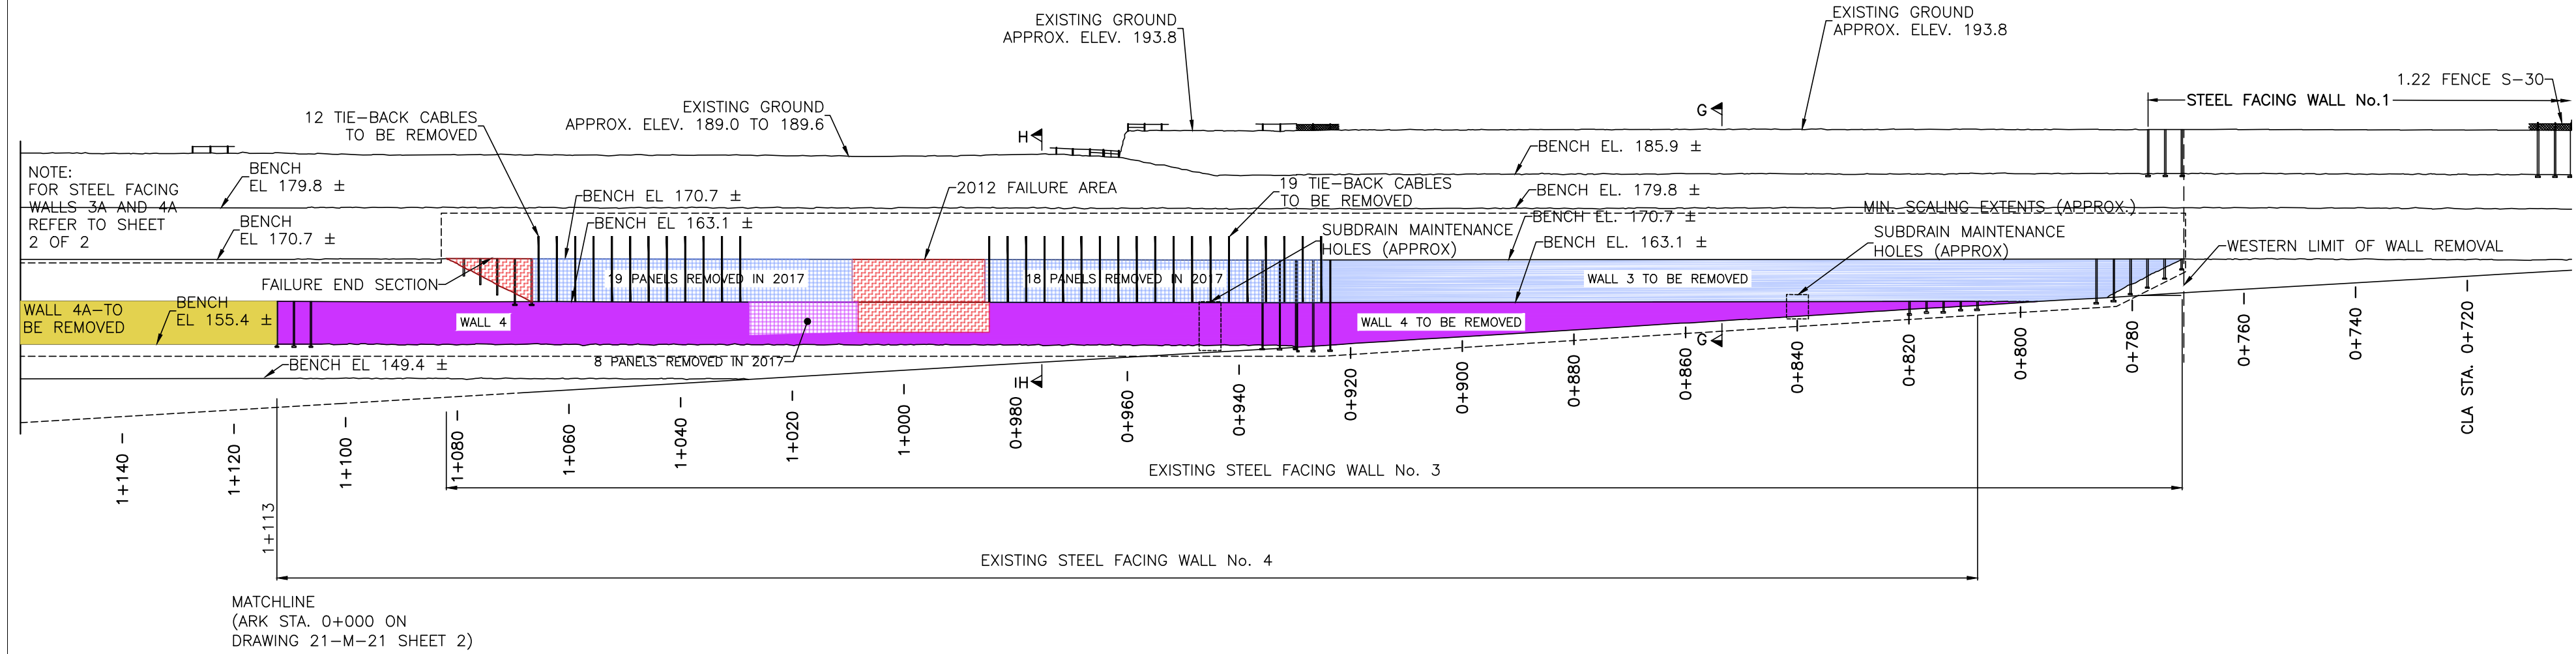 EXISTING GROUND
APPROX. ELEV. 193.8
EXISTING GROUND
APPROX. ELEV. 193.8
1.22 FENCE S-30
STEEL FACING WALL No.1
12 TIE-BACK CABLES
TO BE REMOVED
EXISTING GROUND
APPROX. ELEV. 189.0 TO 189.6
H
G
BENCH EL. 185.9 ±
NOTE:
FOR STEEL FACING
WALLS 3A AND 4A
REFER TO SHEET
2 OF 2
BENCH
EL 179.8 ±
BENCH
EL 170.7 ±
BENCH EL 170.7 ±
BENCH EL 163.1 ±
2012 FAILURE AREA
19 TIE-BACK CABLES
TO BE REMOVED
BENCH EL. 179.8 ±
BENCH EL. 170.7 ±
BENCH EL. 163.1 ±
MIN. SCALING EXTENTS (APPROX.)
SUBDRAIN MAINTENANCE
HOLES (APPROX)
SUBDRAIN MAINTENANCE
HOLES (APPROX)
WESTERN LIMIT OF WALL REMOVAL
FAILURE END SECTION
19 PANELS REMOVED IN 2017
18 PANELS REMOVED IN 2017
WALL 3 TO BE REMOVED
WALL 4A-TO
BE REMOVED
BENCH
EL 155.4 ±
WALL 4
WALL 4 TO BE REMOVED
8 PANELS REMOVED IN 2017
BENCH EL 149.4 ±
H
G
1+140
1+120
1+100
1+080
1+060
1+040
1+020
1+000
0+980
0+960
0+940
0+920
0+900
0+880
0+860
0+840
0+820
0+800
0+780
0+760
0+740
CLA STA. 0+720
EXISTING STEEL FACING WALL No. 3
1+113
EXISTING STEEL FACING WALL No. 4
MATCHLINE
(ARK STA. 0+000 ON
DRAWING 21-M-21 SHEET 2)